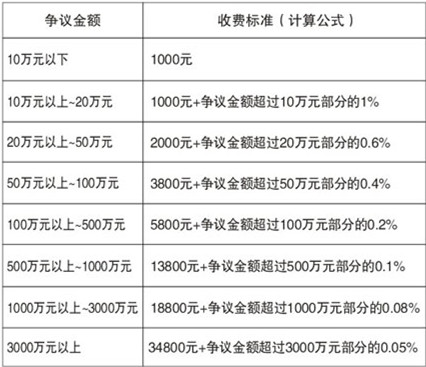 争议金额 收费标准（计算公式）
10万元以下 1000元
10万元以上~20万元 1000元+争议金额超过10万元部分的1%
20万元以上~50万元 2000元+争议金额超过20万元部分的0.6%
50万元以上~100万元 3800元+争议金额超过50万元部分的0.4%
100万元以上~500万元 5800元+争议金额超过100万元部分的0.2%
500万元以上~1000万元 13800元+争议金额超过500万元部分的0.1%
1000万元以上~3000万元 18800元+争议金额超过1000万元部分的0.08%
3000万元以上 34800元+争议金额超过3000万元部分的0.05%